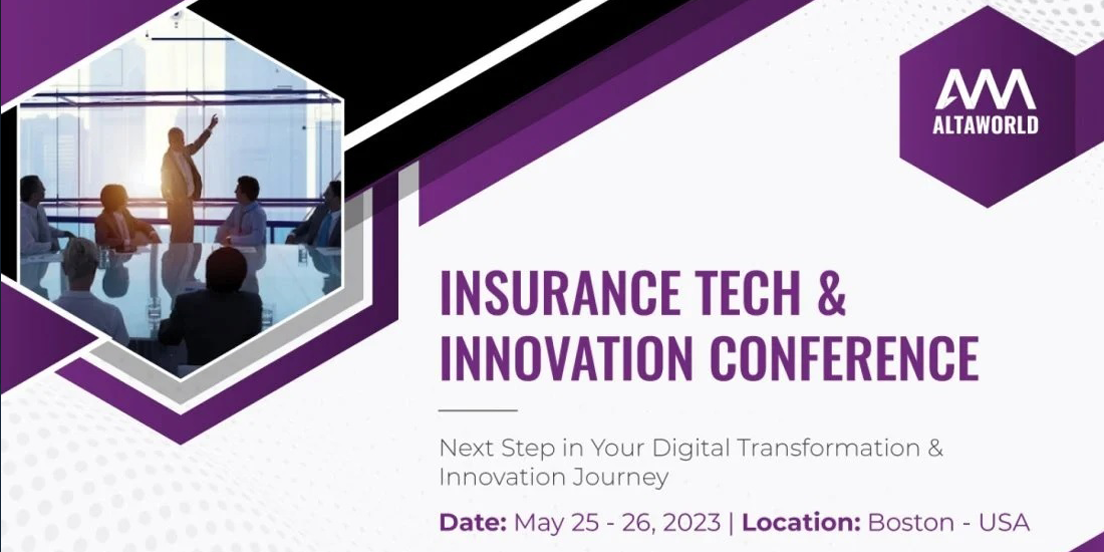 ALTAWORLD
INSURANCE TECH &
INNOVATION CONFERENCE
Next Step in Your Digital Transformation &
Innovation Journey
Date: May 25 - 26, 2023 | Location: Boston - USA